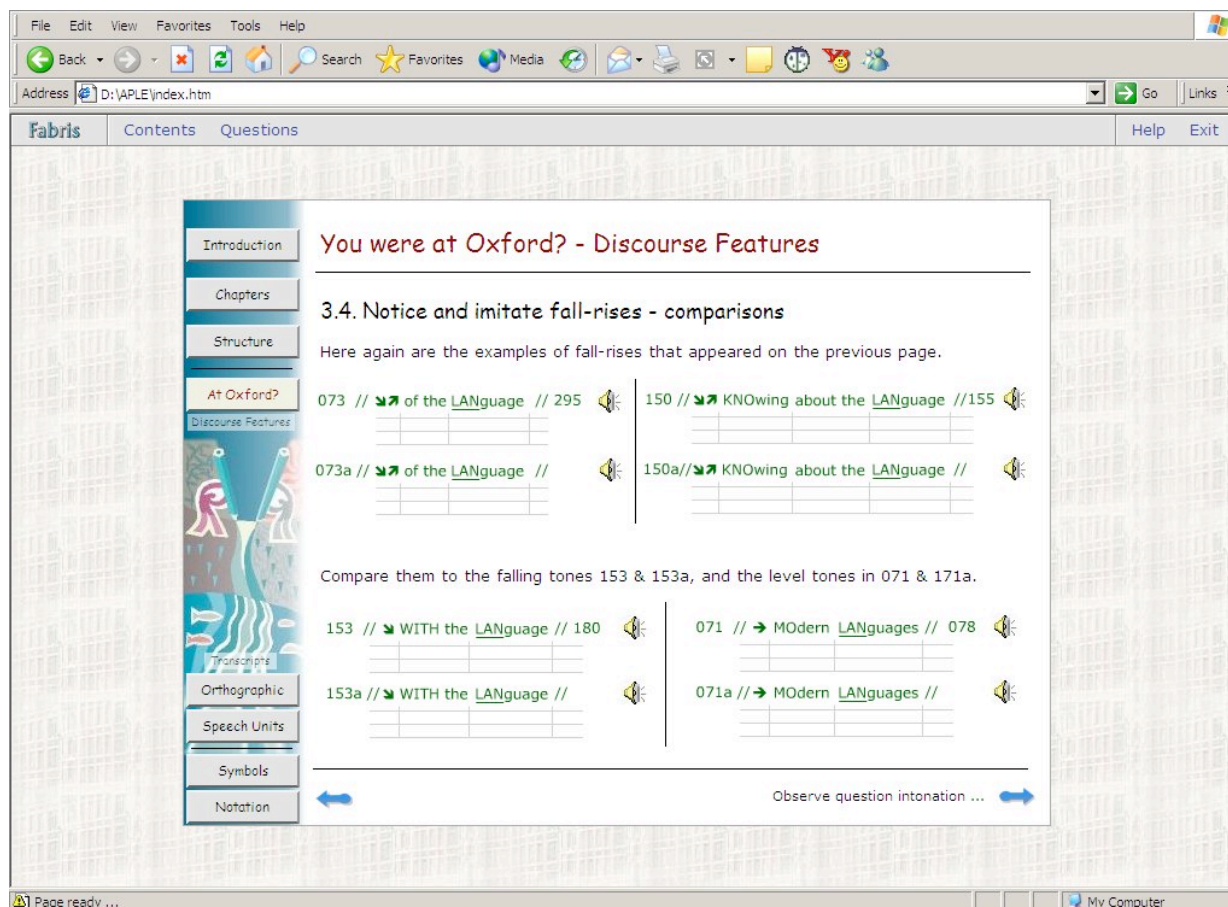 File Edit View Favorites Tools Help
Back Search Favorites Media
Address D:\APLE\index.htm Go Links
Fabris Contents Questions Help Exit
Introduction
Chapters
Structure
At Oxford?
Discourse Features
Transcripts
Orthographic
Speech Units
Symbols
Notation
You were at Oxford? - Discourse Features
3.4. Notice and imitate fall-rises - comparisons
Here again are the examples of fall-rises that appeared on the previous page.
073 // ↘↗ of the LANguage // 295
150 // ↘↗ KNOwing about the LANguage //155
073a // ↘↗ of the LANguage //
150a//↘↗ KNOwing about the LANguage //
Compare them to the falling tones 153 & 153a, and the level tones in 071 & 171a.
153 // ↘ WITH the LANguage // 180
071 // → MOdern LANguages // 078
153a // ↘ WITH the LANguage //
071a // → MOdern LANguages //
Observe question intonation ...
Page ready ... My Computer